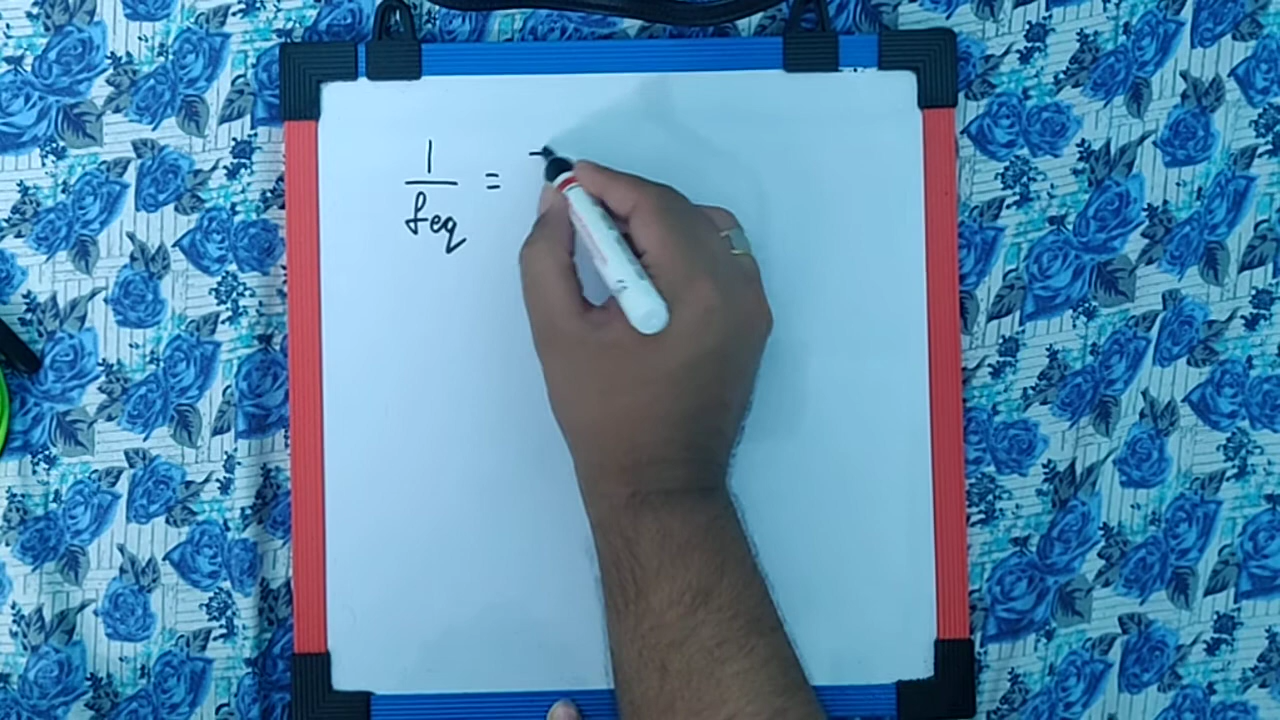 1/feq =